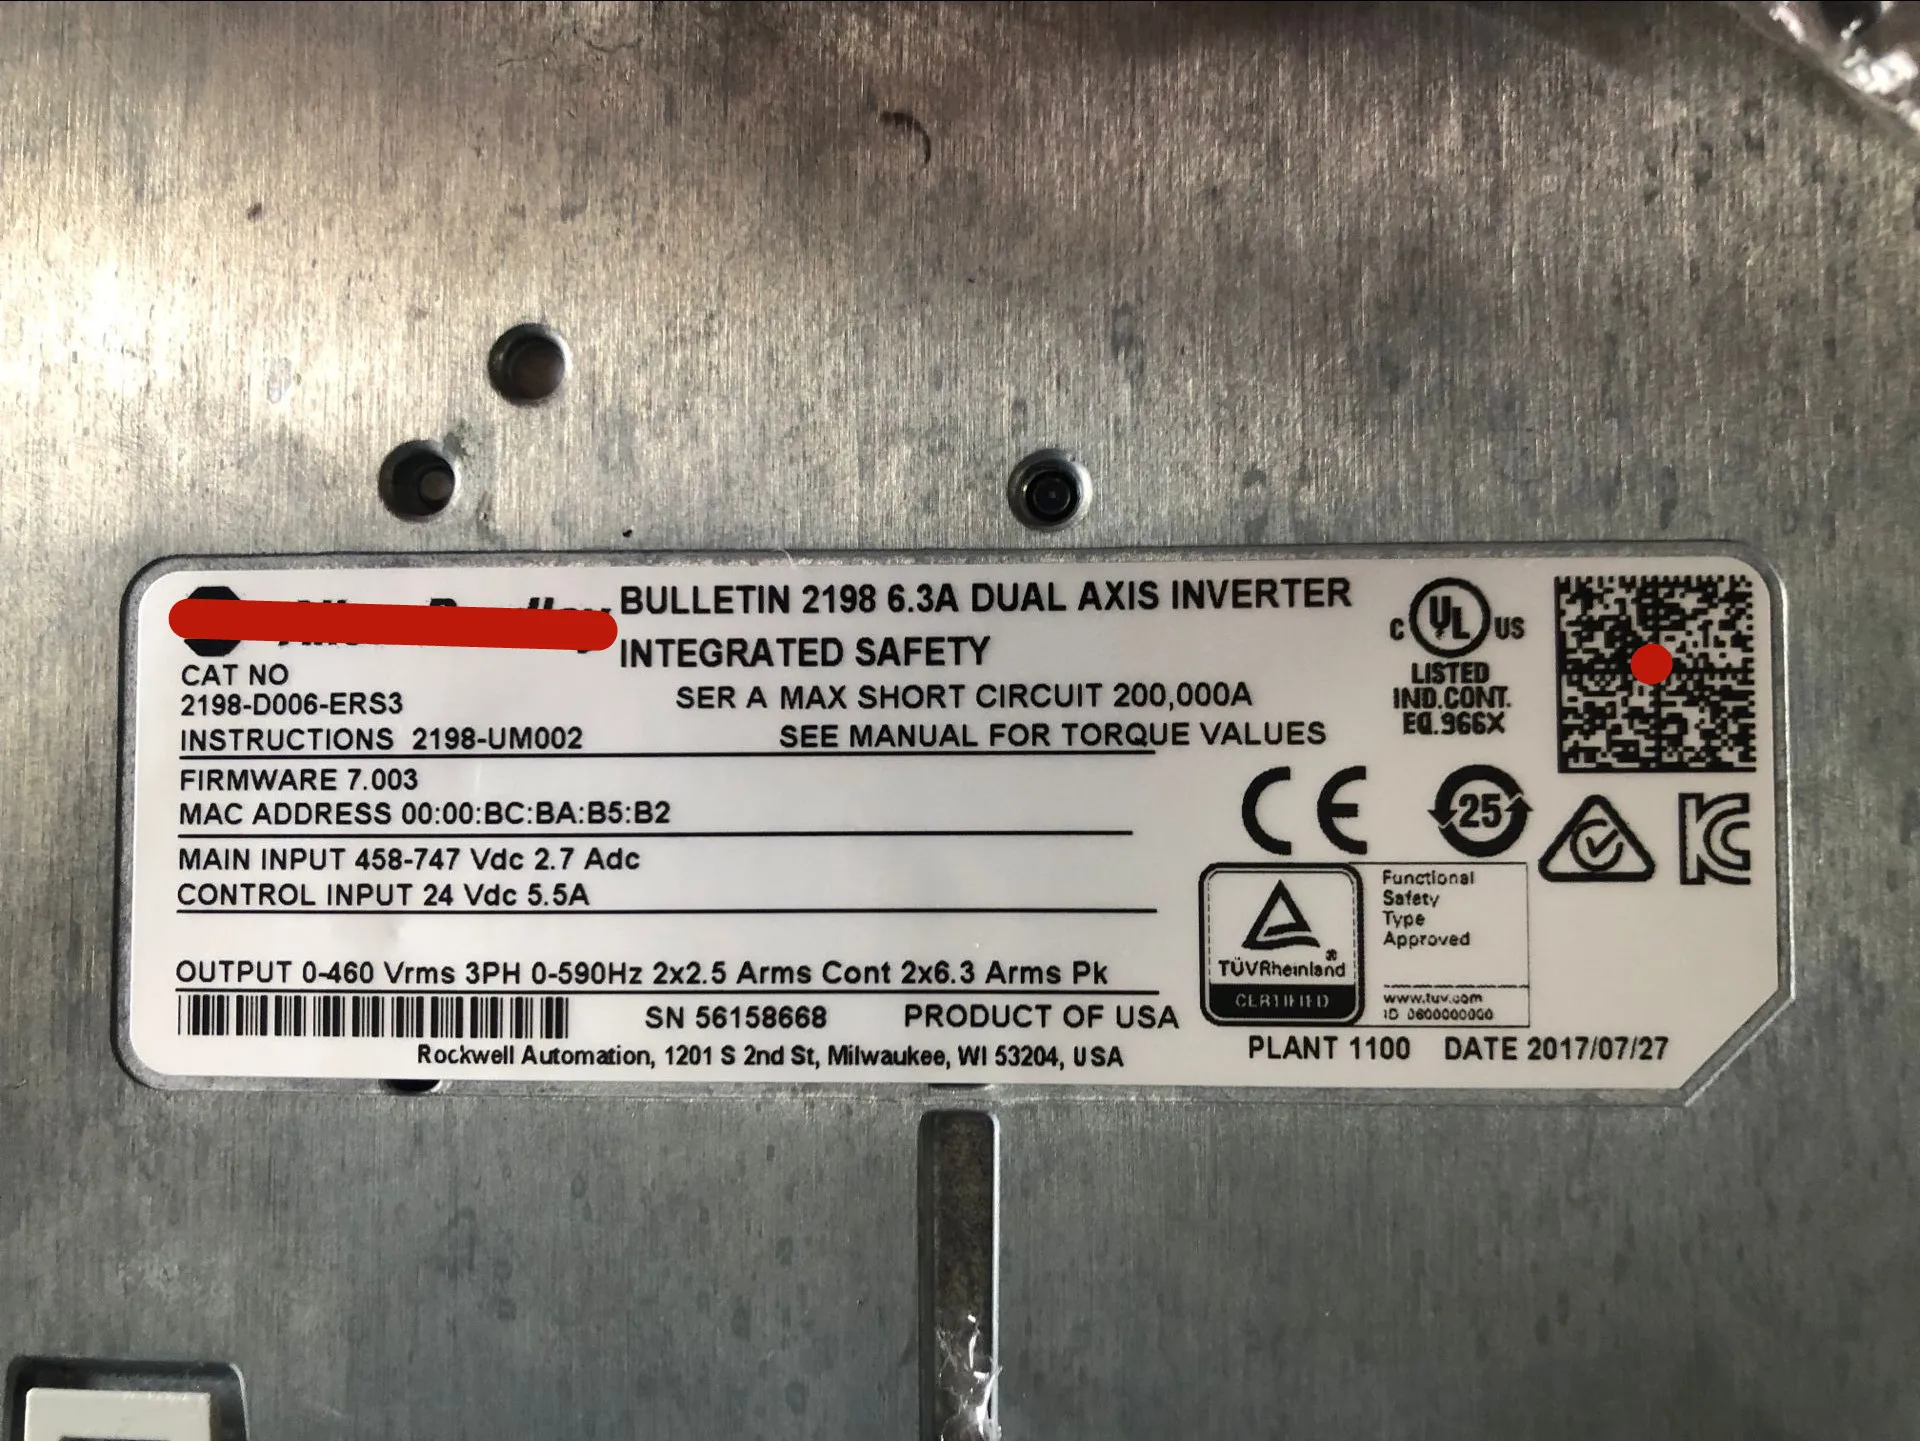 BULLETIN 2198 6.3A DUAL AXIS INVERTER
INTEGRATED SAFETY
CAT NO
2198-D006-ERS3
SER A MAX SHORT CIRCUIT 200,000A
INSTRUCTIONS 2198-UM002
SEE MANUAL FOR TORQUE VALUES
FIRMWARE 7.003
MAC ADDRESS 00:00:BC:BA:B5:B2
MAIN INPUT 458-747 Vdc 2.7 Adc
CONTROL INPUT 24 Vdc 5.5A
OUTPUT 0-460 Vrms 3PH 0-590Hz 2x2.5 Arms Cont 2x6.3 Arms Pk
SN 56158668
PRODUCT OF USA
Rockwell Automation, 1201 S 2nd St, Milwaukee, WI 53204, USA
C UL US
LISTED
IND.CONT.
EQ.966X
CE
25
TÜVRheinland
CERTIFIED
Functional
Safety
Type
Approved
www.tuv.com
ID 0600000000
PLANT 1100 DATE 2017/07/27